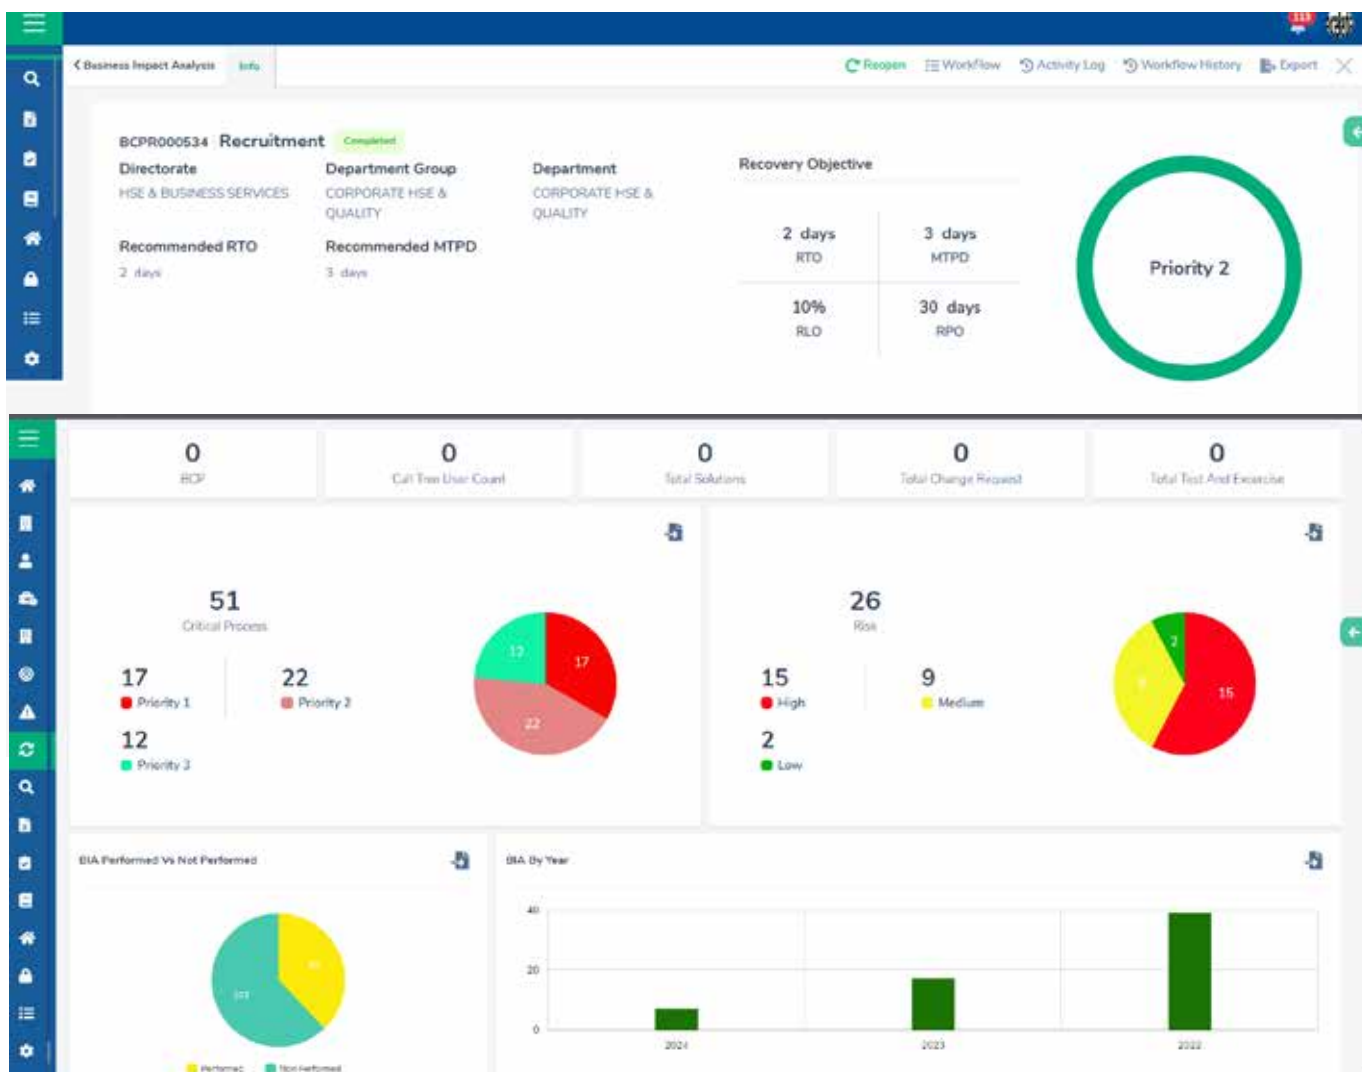 113
Business Impact Analysis Info Reopen WorkFlow Activity Log Workflow History Export
BCPR000534 Recruitment Completed
Directorate Department Group Department Recovery Objective
HSE & BUSINESS SERVICES CORPORATE HSE & CORPORATE HSE &
QUALITY QUALITY
Recommended RTO Recommended MTPD
2 days 3 days
2 days 3 days
RTO MTPD
10% 30 days
RLO RPO
Priority 2
0 0 0 0 0
BCP Call Tree User Count Total Solutions Total Change Request Total Test And Excercise
51
Critical Process
17 22
Priority 1 Priority 2
12
Priority 3
12 17
22
26
Risk
15 9
High Medium
2
Low
2
15
BIA Performed Vs Not Performed
Performed Non Performed
BIA By Year
40
20
0
2024 2023 2022